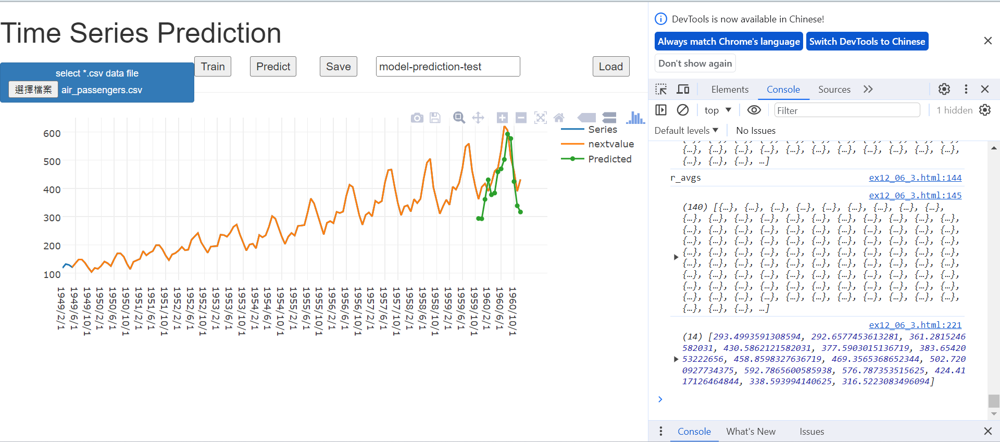 Time Series Prediction
select *.csv data file
選擇檔案 air_passengers.csv
Train Predict Save model-prediction-test Load
Series
nextvalue
Predicted
600
500
400
300
200
100
1949/2/1 1949/6/1 1949/10/1 1950/2/1 1950/6/1 1950/10/1 1951/2/1 1951/6/1 1951/10/1 1952/2/1 1952/6/1 1952/10/1 1953/2/1 1953/6/1 1953/10/1 1954/2/1 1954/6/1 1954/10/1 1955/2/1 1955/6/1 1955/10/1 1956/2/1 1956/6/1 1956/10/1 1957/2/1 1957/6/1 1957/10/1 1958/2/1 1958/6/1 1958/10/1 1959/2/1 1959/6/1 1959/10/1 1960/2/1 1960/6/1 1960/10/1
DevTools is now available in Chinese!
Always match Chrome's language Switch DevTools to Chinese
Don't show again
Elements Console Sources
top Filter 1 hidden
Default levels No Issues
{…}, {…}, {…}, {…}, {…}, {…}, {…}, {…}, {…}, {…}, {…},
{…}, {…}, {…}, {…}, {…}, {…}, {…}, {…}, {…}, {…}, {…},
{…}, {…}, {…}, …]
r_avgs ex12_06_3.html:144
ex12_06_3.html:145
(140) [{…}, {…}, {…}, {…}, {…}, {…}, {…}, {…}, {…},
{…}, {…}, {…}, {…}, {…}, {…}, {…}, {…}, {…}, {…}, {…},
{…}, {…}, {…}, {…}, {…}, {…}, {…}, {…}, {…}, {…}, {…},
{…}, {…}, {…}, {…}, {…}, {…}, {…}, {…}, {…}, {…}, {…},
{…}, {…}, {…}, {…}, {…}, {…}, {…}, {…}, {…}, {…}, {…},
{…}, {…}, {…}, {…}, {…}, {…}, {…}, {…}, {…}, {…}, {…},
{…}, {…}, {…}, {…}, {…}, {…}, {…}, {…}, {…}, {…}, {…},
{…}, {…}, {…}, {…}, {…}, {…}, {…}, {…}, {…}, {…}, {…},
{…}, {…}, {…}, {…}, {…}, {…}, {…}, {…}, {…}, {…}, {…},
{…}, {…}, {…}, …]
ex12_06_3.html:221
(14) [293.4993591308594, 292.6577453613281, 361.2815246
582031, 430.5862121582031, 377.5903015136719, 383.6542
053222656, 458.8598327636719, 469.3565368652344, 502.720
0927734375, 592.7865600585938, 576.787353515625, 424.41
17126464844, 338.593994140625, 316.5223083496094]
Console What's New Issues